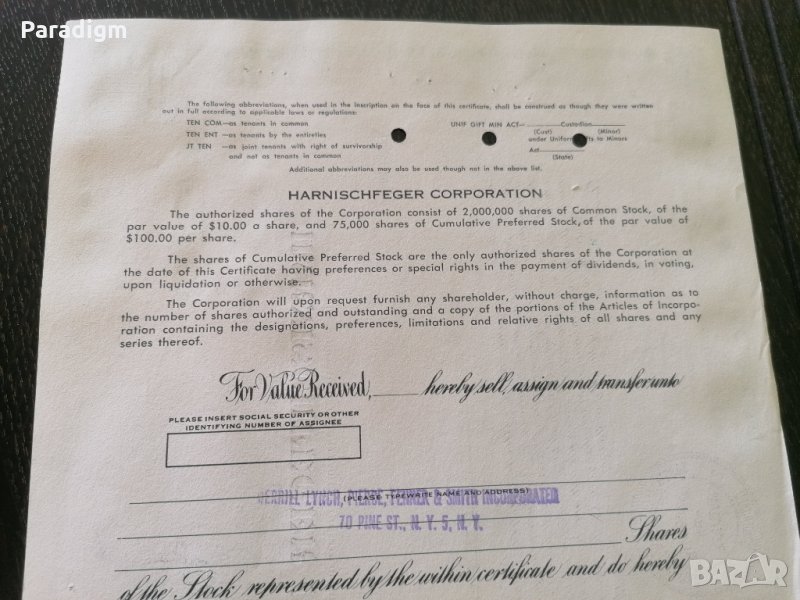 Paradigm
The following abbreviations, when used in the inscription on the face of this certificate, shall be construed as though they were written
out in full according to applicable laws or regulations:
TEN COM—as tenants in common
UNIF GIFT MIN ACT— Custodian
(Cust) (Minor)
TEN ENT —as tenants by the entireties
under Uniform to Minors
JT TEN —as joint tenants with right of survivorship
and not as tenants in common
Act
(State)
Additional abbreviations may also be used though not in the above list.
HARNISCHFEGER CORPORATION
The authorized shares of the Corporation consist of 2,000,000 shares of Common Stock, of the
par value of $10.00 a share, and 75,000 shares of Cumulative Preferred Stock, of the par value of
$100.00 per share.
The shares of Cumulative Preferred Stock are the only authorized shares of the Corporation at
the date of this Certificate having preferences or special rights in the payment of dividends, in voting,
upon liquidation or otherwise.
The Corporation will upon request furnish any shareholder, without charge, information as to
the number of shares authorized and outstanding and a copy of the portions of the Articles of Incorpo-
ration containing the designations, preferences, limitations and relative rights of all shares and any
series thereof.
For Value Received, hereby sell, assign and transfer unto
PLEASE INSERT SOCIAL SECURITY OR OTHER
IDENTIFYING NUMBER OF ASSIGNEE
MERRILL LYNCH, PIERCE, FENNER & SMITH INCORPORATED
(PLEASE TYPEWRITE NAME AND ADDRESS)
70 PINE ST., N. Y. 5, N. Y.
Shares
of the Stock represented by the within certificate and do hereby
BAZAR